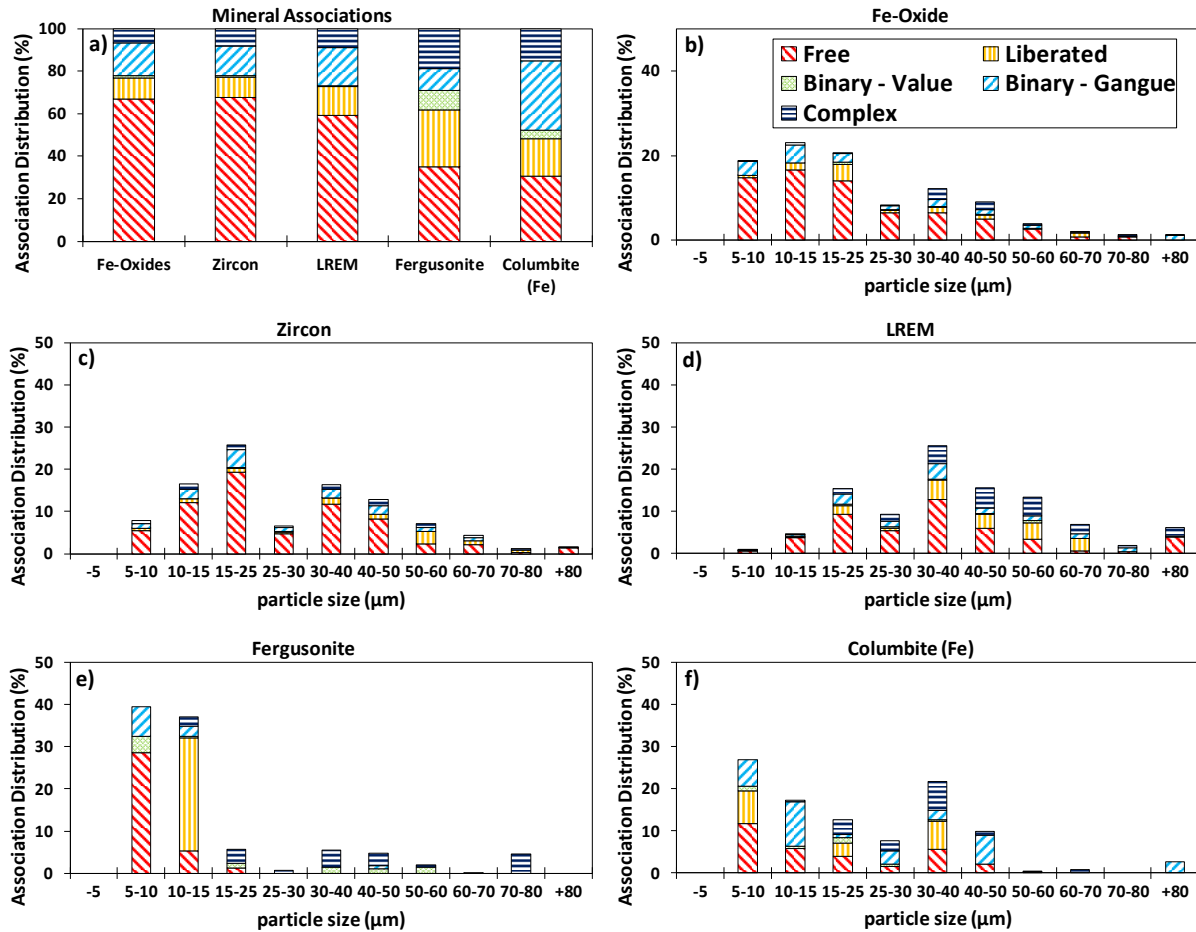 Mineral Associations
a)
Association Distribution (%)
100
80
60
40
20
0
Fe-Oxides Zircon LREM Fergusonite Columbite
(Fe)
Fe-Oxide
b)
Free Liberated
Binary - Value Binary - Gangue
Complex
Association Distribution (%)
40
20
0
-5 5-10 10-15 15-25 25-30 30-40 40-50 50-60 60-70 70-80 +80
particle size (µm)
Zircon
c)
Association Distribution (%)
50
40
30
20
10
0
-5 5-10 10-15 15-25 25-30 30-40 40-50 50-60 60-70 70-80 +80
particle size (µm)
LREM
d)
Association Distribution (%)
50
40
30
20
10
0
-5 5-10 10-15 15-25 25-30 30-40 40-50 50-60 60-70 70-80 +80
particle size (µm)
Fergusonite
e)
Association Distribution (%)
50
40
30
20
10
0
-5 5-10 10-15 15-25 25-30 30-40 40-50 50-60 60-70 70-80 +80
particle size (µm)
Columbite (Fe)
f)
Association Distribution (%)
50
40
30
20
10
0
-5 5-10 10-15 15-25 25-30 30-40 40-50 50-60 60-70 70-80 +80
particle size (µm)